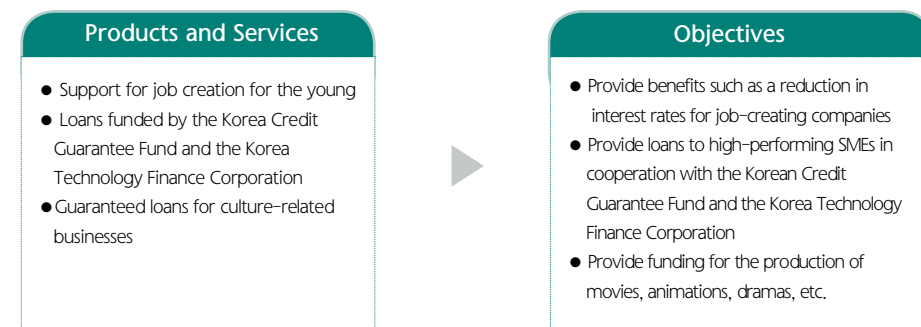 Products and Services
● Support for job creation for the young
● Loans funded by the Korea Credit
Guarantee Fund and the Korea
Technology Finance Corporation
● Guaranteed loans for culture-related
businesses
Objectives
● Provide benefits such as a reduction in
interest rates for job-creating companies
● Provide loans to high-performing SMEs in
cooperation with the Korean Credit
Guarantee Fund and the Korea Technology
Finance Corporation
● Provide funding for the production of
movies, animations, dramas, etc.